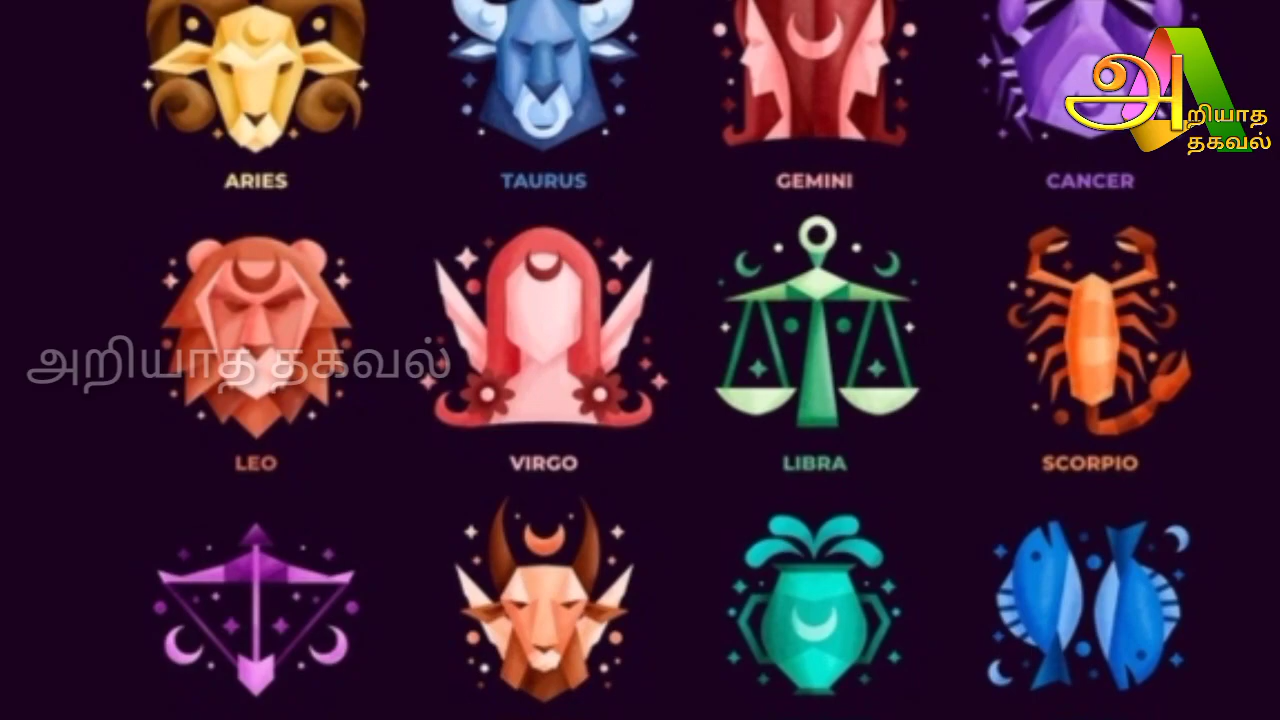 அறியாத
தகவல்
ARIES
TAURUS
GEMINI
CANCER
அறியாத தகவல்
LEO
VIRGO
LIBRA
SCORPIO